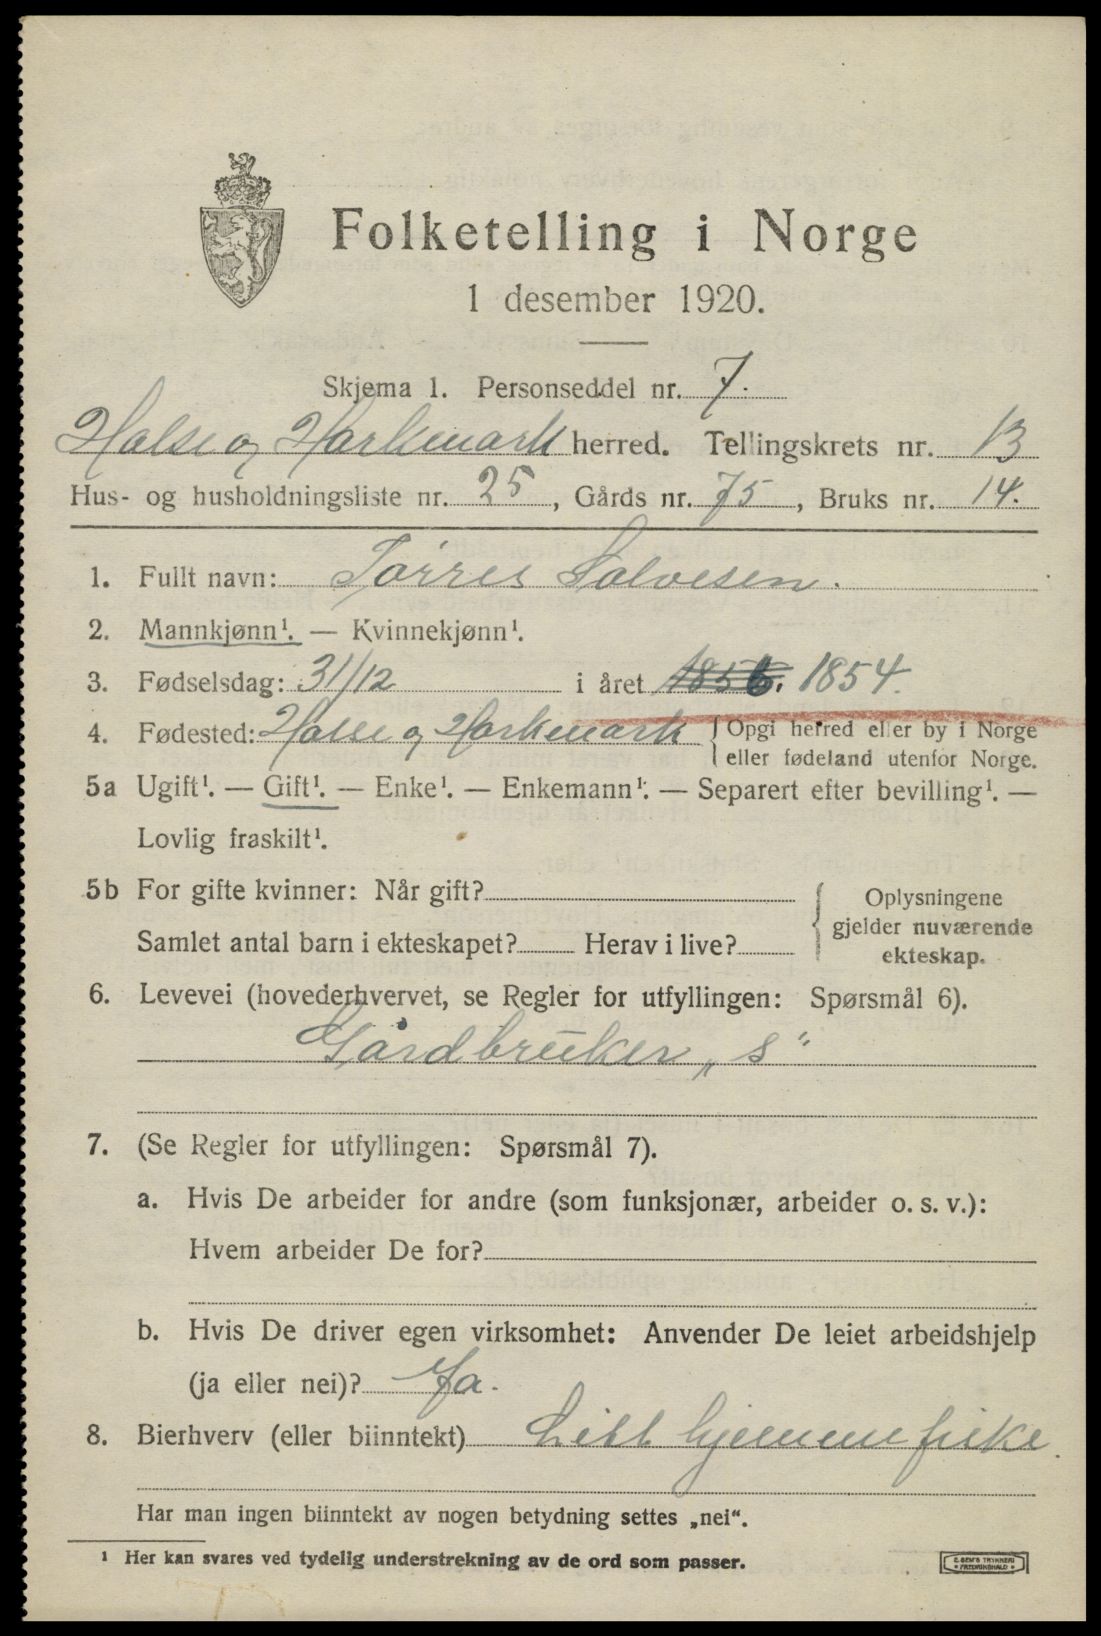 Folketelling i Norge
1 desember 1920.
Skjema 1. Personseddel nr. 7.
Halse og Harkmark herred. Tellingskrets nr. 13
Hus- og husholdningsliste nr. 25, Gårds nr. 75, Bruks nr. 14.
1. Fullt navn: Tørres Salvesen.
2. Mannkjønn¹. — Kvinnekjønn¹.
3. Fødselsdag: 31/12 i året 1856. 1854.
4. Fødested: Halse og Harkmark { Opgi herred eller by i Norge
eller fødeland utenfor Norge.
5a Ugift¹. — Gift¹. — Enke¹. — Enkemann¹. — Separert efter bevilling¹. —
Lovlig fraskilt¹.
5b For gifte kvinner: Når gift?
Samlet antal barn i ekteskapet? Herav i live?
{ Oplysningene
gjelder nuværende
ekteskap.
6. Levevei (hovederhvervet, se Regler for utfyllingen: Spørsmål 6).
Gårdbruker „s“
7. (Se Regler for utfyllingen: Spørsmål 7).
a. Hvis De arbeider for andre (som funksjonær, arbeider o. s. v.):
Hvem arbeider De for?
b. Hvis De driver egen virksomhet: Anvender De leiet arbeidshjelp
(ja eller nei)? Ja.
8. Bierhverv (eller biinntekt) Litt hjemmefiske.
Har man ingen biinntekt av nogen betydning settes „nei“.
¹ Her kan svares ved tydelig understrekning av de ord som passer.
E. SEM'S TRYKKERI
FREDRIKSHALD